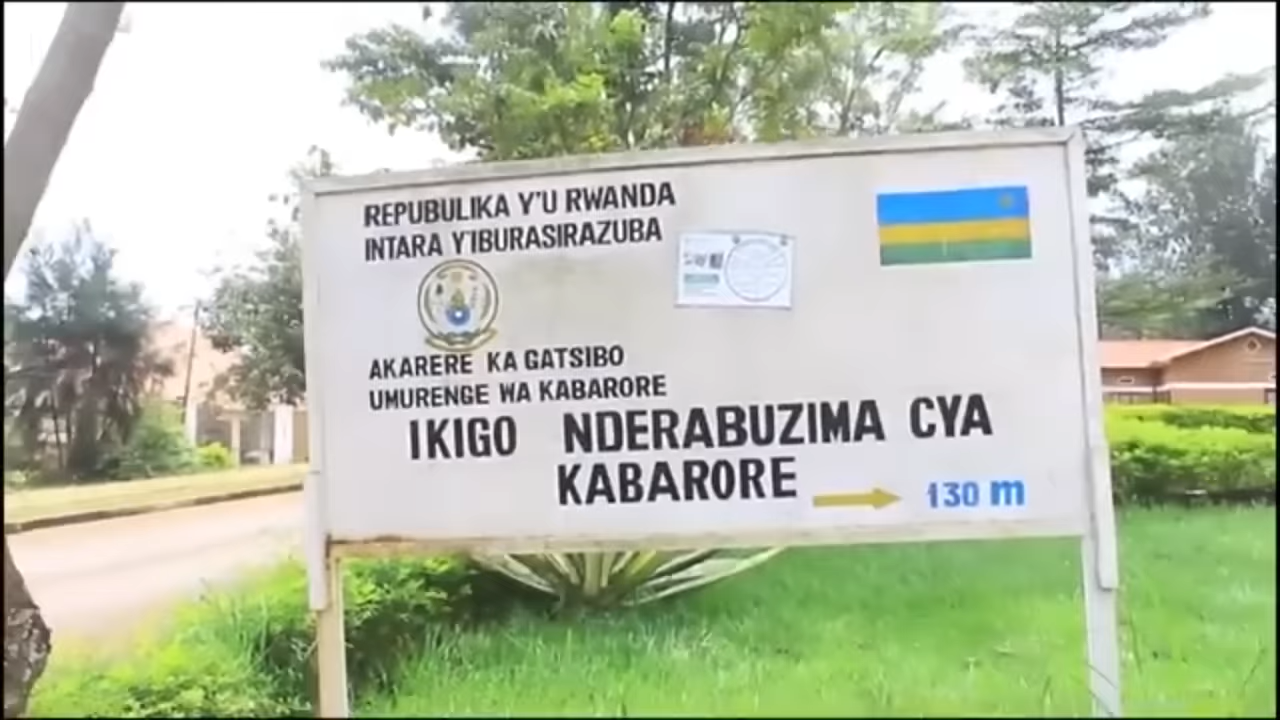 REPUBULIKA Y'U RWANDA
INTARA Y'IBURASIRAZUBA
AKARERE KA GATSIBO
UMURENGE WA KABARORE
IKIGO NDERABUZIMA CYA
KABARORE
130 m